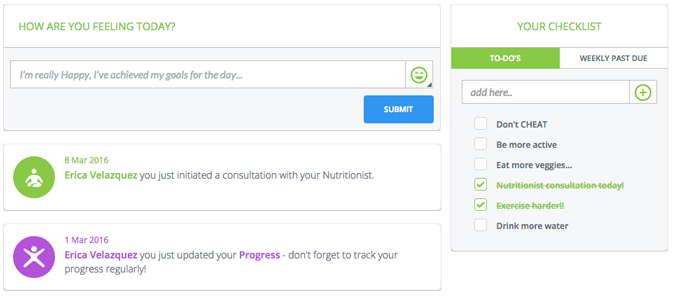 HOW ARE YOU FEELING TODAY?
I'm really Happy, I've achieved my goals for the day...
SUBMIT
8 Mar 2016
Erica Velazquez you just initiated a consultation with your Nutritionist.
1 Mar 2016
Erica Velazquez you just updated your Progress - don't forget to track your
progress regularly!
YOUR CHECKLIST
TO-DO'S
WEEKLY PAST DUE
add here..
Don't CHEAT
Be more active
Eat more veggies...
Nutritionist consultation today!
Exercise harder!!
Drink more water